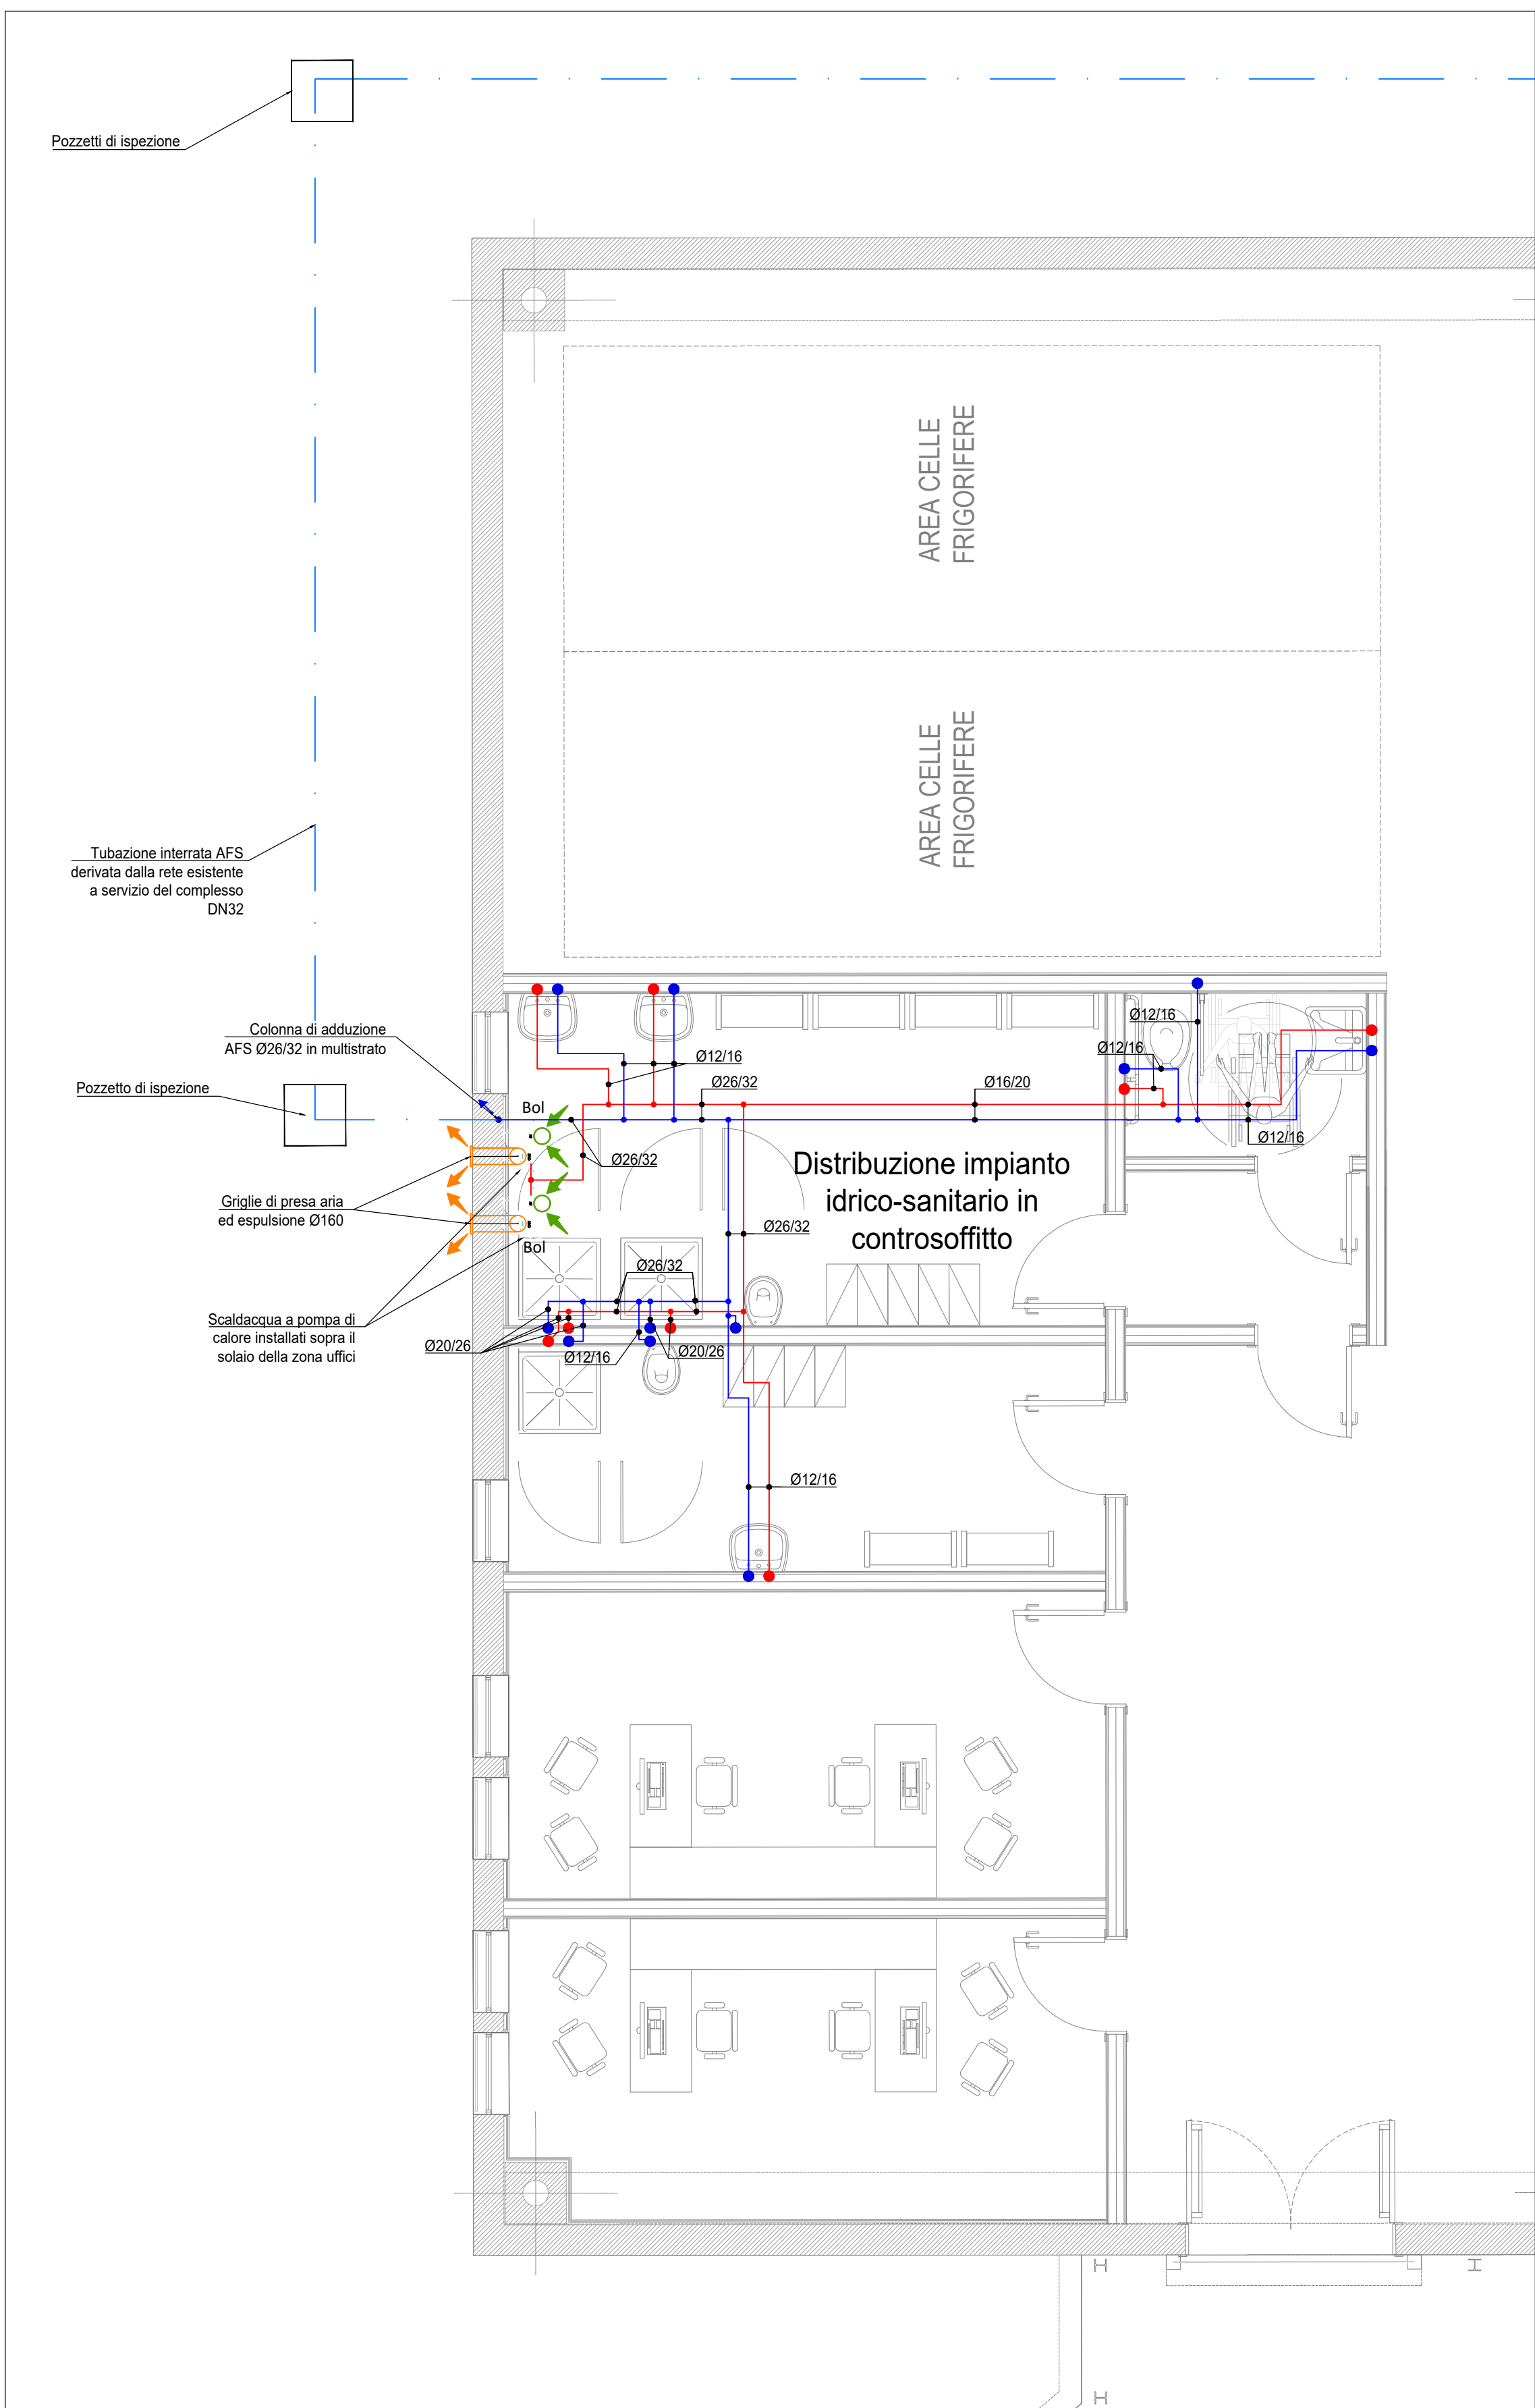 Pozzetti di ispezione
AREA CELLE
FRIGORIFERE
AREA CELLE
FRIGORIFERE
Tubazione interrata AFS
derivata dalla rete esistente
a servizio del complesso
DN32
Colonna di adduzione
AFS Ø26/32 in multistrato
Pozzetto di ispezione
Griglie di presa aria
ed espulsione Ø160
Scaldacqua a pompa di
calore installati sopra il
solaio della zona uffici
Bol
Bol
Ø12/16
Ø26/32
Ø16/20
Ø12/16
Ø12/16
Ø12/16
Ø26/32
Distribuzione impianto
idrico-sanitario in
controsoffitto
Ø26/32
Ø26/32
Ø20/26
Ø12/16
Ø20/26
Ø12/16